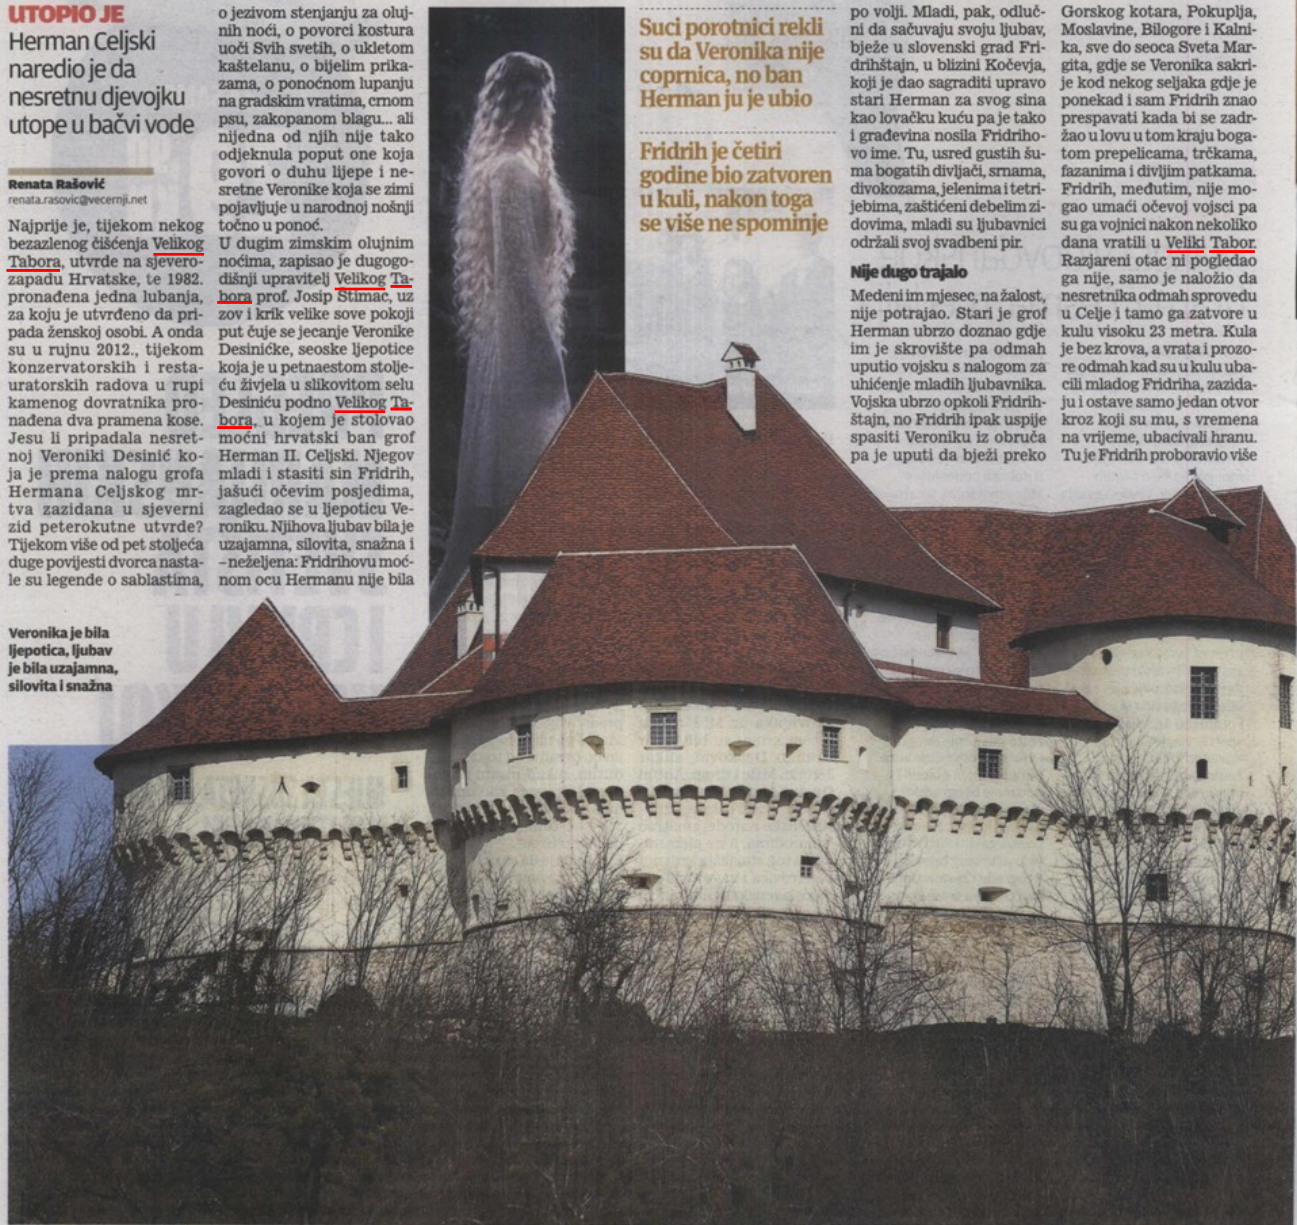 UTOPIO JE
Herman Celjski
naredio je da
nesretnu djevojku
utope u bačvi vode
Renata Rašović
renata.rasovic@vecernji.net
Najprije je, tijekom nekog
bezazlenog čišćenja Velikog
Tabora, utvrde na sjevero-
zapadu Hrvatske, te 1982.
pronađena jedna lubanja,
za koju je utvrđeno da pri-
pada ženskoj osobi. A onda
su u rujnu 2012., tijekom
konzervatorskih i resta-
uratorskih radova u rupi
kamenog dovratnika pro-
nađena dva pramena kose.
Jesu li pripadala nesret-
noj Veroniki Desinić ko-
ja je prema nalogu grofa
Hermana Celjskog mr-
tva zazidana u sjeverni
zid peterokutne utvrde?
Tijekom više od pet stoljeća
duge povijesti dvorca nasta-
le su legende o sablastima,
o jezivom stenjanju za oluj-
nih noći, o povorci kostura
uoči Svih svetih, o ukletom
kaštelanu, o bijelim prika-
zama, o ponoćnom lupanju
na gradskim vratima, crnom
psu, zakopanom blagu... ali
nijedna od njih nije tako
odjeknula poput one koja
govori o duhu lijepe i ne-
sretne Veronike koja se zimi
pojavljuje u narodnoj nošnji
točno u ponoć.
U dugim zimskim olujnim
noćima, zapisao je dugogo-
dišnji upravitelj Velikog Ta-
bora prof. Josip Štimac, uz
zov i krik velike sove pokoji
put čuje se jecanje Veronike
Desinićke, seoske ljepotice
koja je u petnaestom stolje-
ću živjela u slikovitom selu
Desiniću podno Velikog Ta-
bora, u kojem je stolovao
moćni hrvatski ban grof
Herman II. Celjski. Njegov
mladi i stasiti sin Fridrih,
jašući očevim posjedima,
zagledao se u ljepoticu Ve-
roniku. Njihova ljubav bila je
uzajamna, silovita, snažna i
–neželjena: Fridrihovu moć-
nom ocu Hermanu nije bila
Suci porotnici rekli
su da Veronika nije
coprnica, no ban
Herman ju je ubio
Fridrih je četiri
godine bio zatvoren
u kuli, nakon toga
se više ne spominje
po volji. Mladi, pak, odluč-
ni da sačuvaju svoju ljubav,
bježe u slovenski grad Fri-
drihštajn, u blizini Kočevja,
koji je dao sagraditi upravo
stari Herman za svog sina
kao lovačku kuću pa je tako
i građevina nosila Fridriho-
vo ime. Tu, usred gustih šu-
ma bogatih divljači, srnama,
divokozama, jelenima i tetri-
jebima, zaštićeni debelim zi-
dovima, mladi su ljubavnici
održali svoj svadbeni pir.
Nije dugo trajalo
Medeni im mjesec, na žalost,
nije potrajao. Stari je grof
Herman ubrzo doznao gdje
im je skrovište pa odmah
uputio vojsku s nalogom za
uhićenje mladih ljubavnika.
Vojska ubrzo opkoli Fridrih-
štajn, no Fridrih ipak uspije
spasiti Veroniku iz obruča
pa je uputi da bježi preko
Gorskog kotara, Pokuplja,
Moslavine, Bilogore i Kalni-
ka, sve do seoca Sveta Mar-
gita, gdje se Veronika sakri-
je kod nekog seljaka gdje je
ponekad i sam Fridrih znao
prespavati kada bi se zadr-
žao u lovu u tom kraju boga-
tom prepelicama, trčkama,
fazanima i divljim patkama.
Fridrih, međutim, nije mo-
gao umaći očevoj vojsci pa
su ga vojnici nakon nekoliko
dana vratili u Veliki Tabor.
Razjareni otac ni pogledao
ga nije, samo je naložio da
nesretnika odmah sprovedu
u Celje i tamo ga zatvore u
kulu visoku 23 metra. Kula
je bez krova, a vrata i prozo-
re odmah kad su u kulu uba-
cili mladog Fridriha, zazida-
ju i ostave samo jedan otvor
kroz koji su mu, s vremena
na vrijeme, ubacivali hranu.
Tu je Fridrih proboravio više
Veronika je bila
ljepotica, ljubav
je bila uzajamna,
silovita i snažna